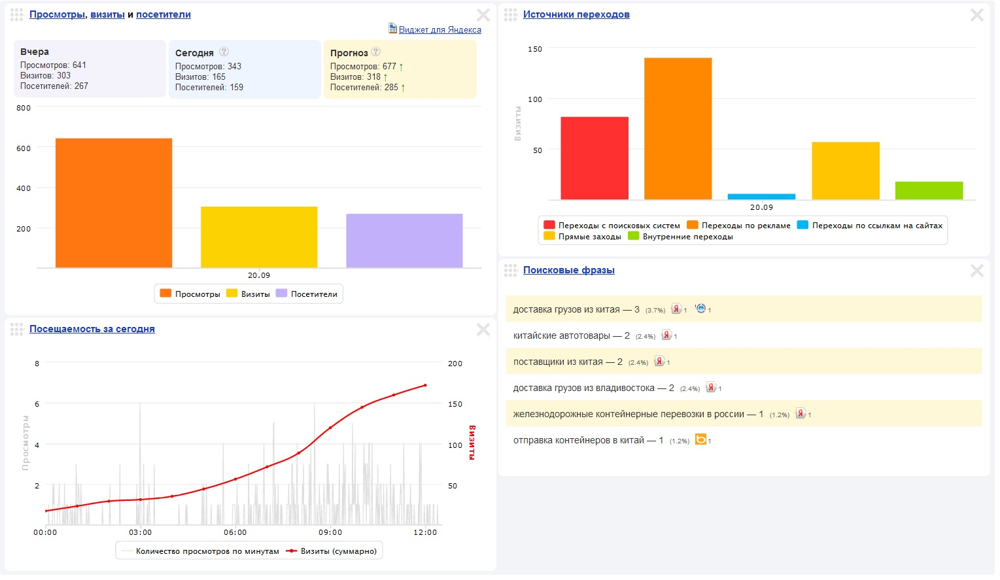 Просмотры, визиты и посетители
Виджет для Яндекса
Вчера
Просмотров: 641
Визитов: 303
Посетителей: 267
Сегодня ?
Просмотров: 343
Визитов: 165
Посетителей: 159
Прогноз ?
Просмотров: 677 ↑
Визитов: 318 ↑
Посетителей: 285 ↑
800
600
400
200
20.09
Просмотры Визиты Посетители
Посещаемость за сегодня
8
6
4
2
Просмотры
200
150
100
50
Визиты
00:00 03:00 06:00 09:00 12:00
Количество просмотров по минутам Визиты (суммарно)
Источники переходов
150
100
50
Визиты
20.09
Переходы с поисковых систем Переходы по рекламе Переходы по ссылкам на сайтах
Прямые заходы Внутренние переходы
Поисковые фразы
доставка грузов из китая — 3 (3.7%) Я 1 1
китайские автотовары — 2 (2.4%) Я 1
поставщики из китая — 2 (2.4%) Я 1
доставка грузов из владивостока — 2 (2.4%) Я 1
железнодорожные контейнерные перевозки в россии — 1 (1.2%) Я 1
отправка контейнеров в китай — 1 (1.2%) b 1